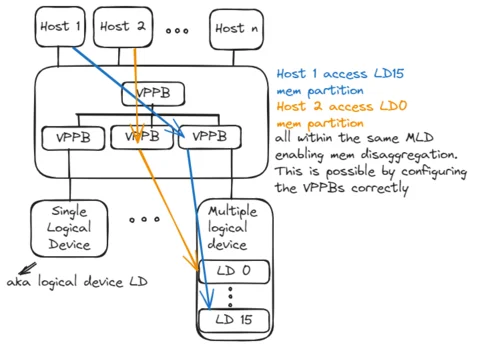 Host 1
Host 2
Host n
VPPB
VPPB
VPPB
VPPB
Host 1 access LD15
mem partition
Host 2 access LD0
mem partition
all within the same MLD
enabling mem disaggregation.
This is possible by configuring
the VPPBs correctly
Single
Logical
Device
Multiple
logical
device
LD 0
LD 15
aka logical device LD